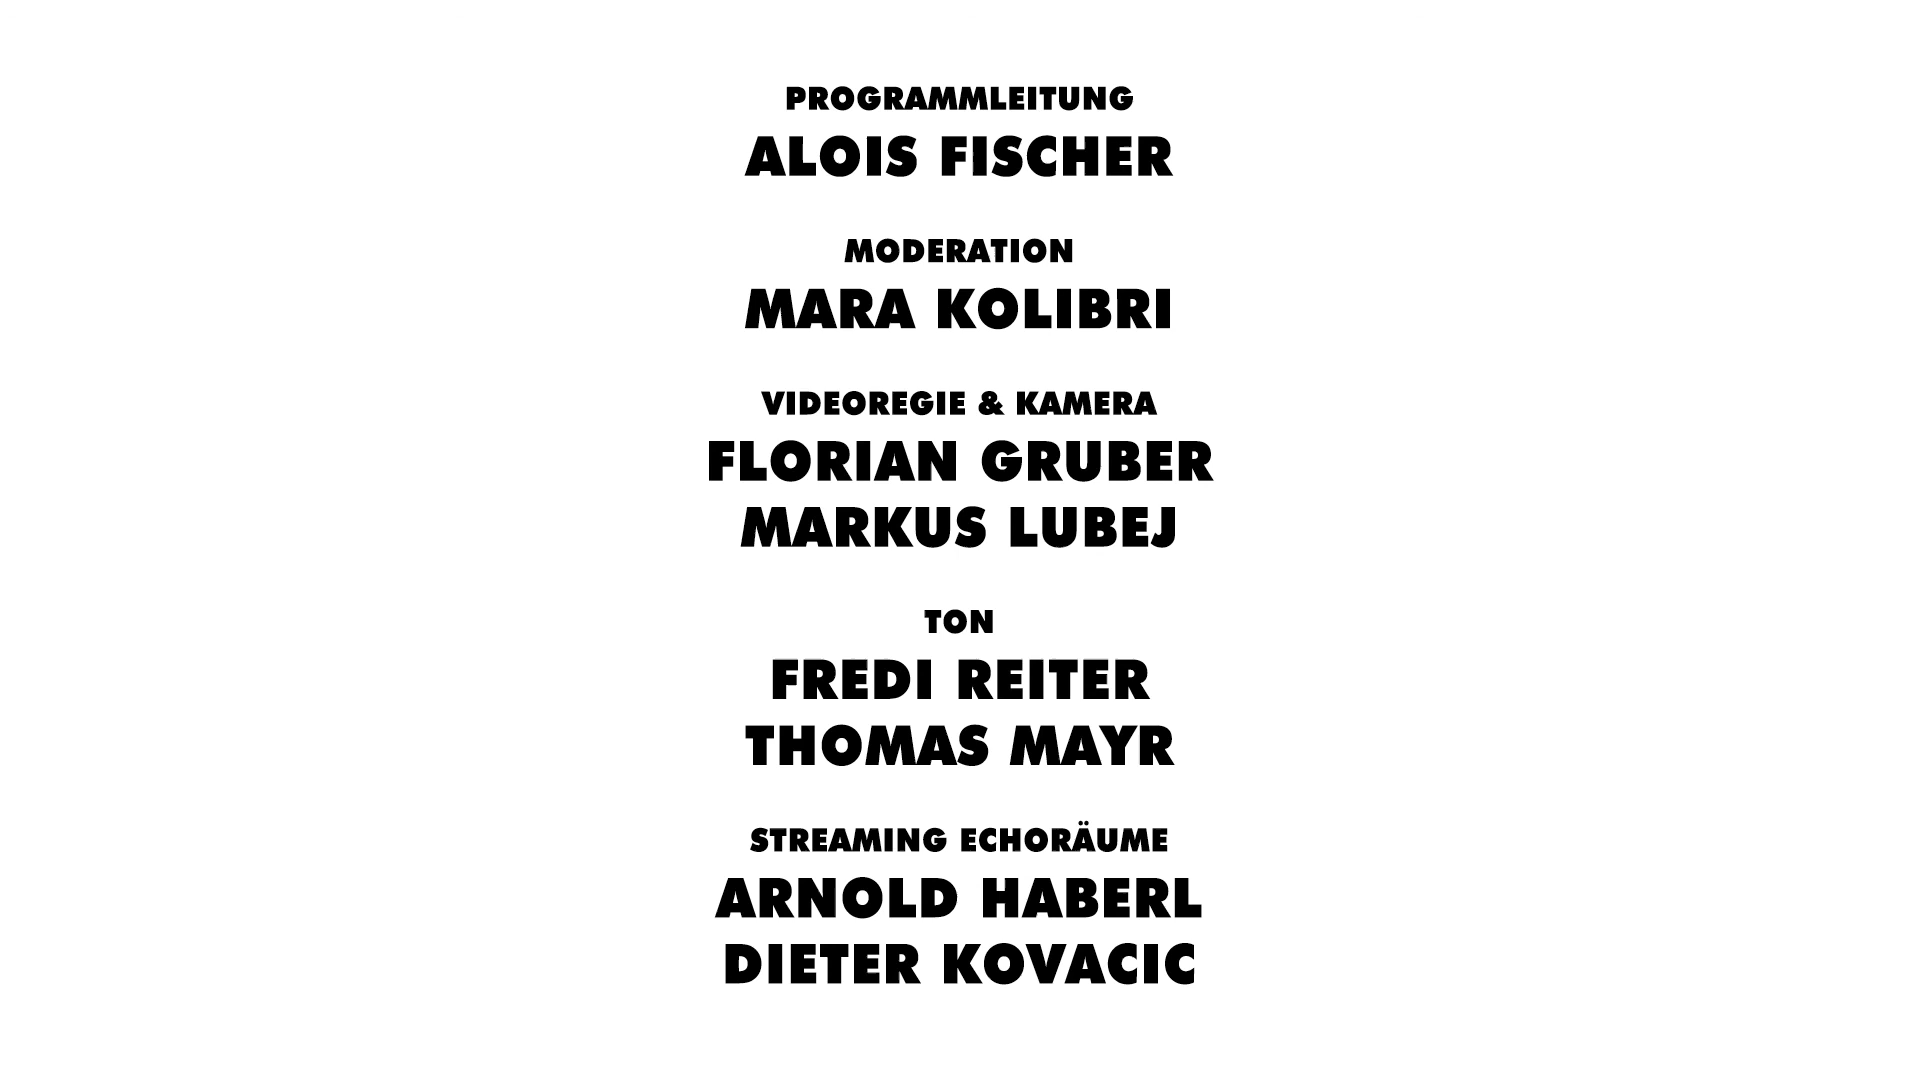 PROGRAMMLEITUNG
ALOIS FISCHER
MODERATION
MARA KOLIBRI
VIDEOREGIE & KAMERA
FLORIAN GRUBER
MARKUS LUBEJ
TON
FREDI REITER
THOMAS MAYR
STREAMING ECHORÄUME
ARNOLD HABERL
DIETER KOVACIC